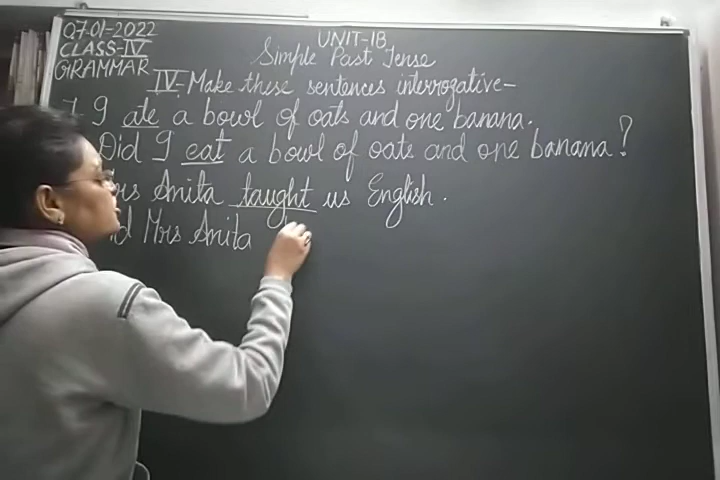 07-01-2022
CLASS-IV
GRAMMAR
UNIT-18
Simple Past Tense
IV-Make these sentences interrogative-
I ate a bowl of oats and one banana.
Did I eat a bowl of oats and one banana?
Anita taught us English.
Mrs Anita